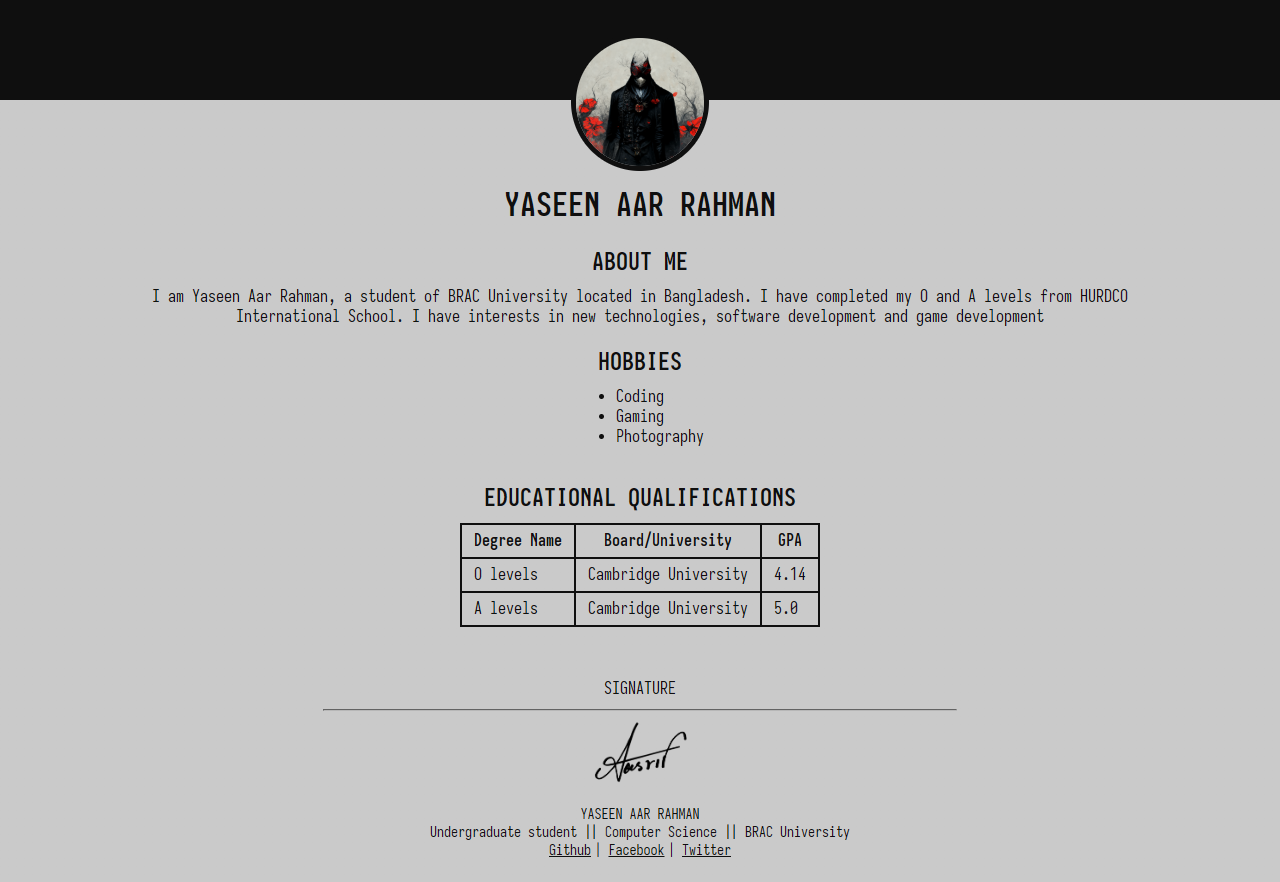 YASEEN AAR RAHMAN
ABOUT ME
I am Yaseen Aar Rahman, a student of BRAC University located in Bangladesh. I have completed my O and A levels from HURDCO
International School. I have interests in new technologies, software development and game development
HOBBIES
• Coding
• Gaming
• Photography
EDUCATIONAL QUALIFICATIONS
Degree Name Board/University GPA
O levels Cambridge University 4.14
A levels Cambridge University 5.0
SIGNATURE
YASEEN AAR RAHMAN
Undergraduate student || Computer Science || BRAC University
Github | Facebook | Twitter